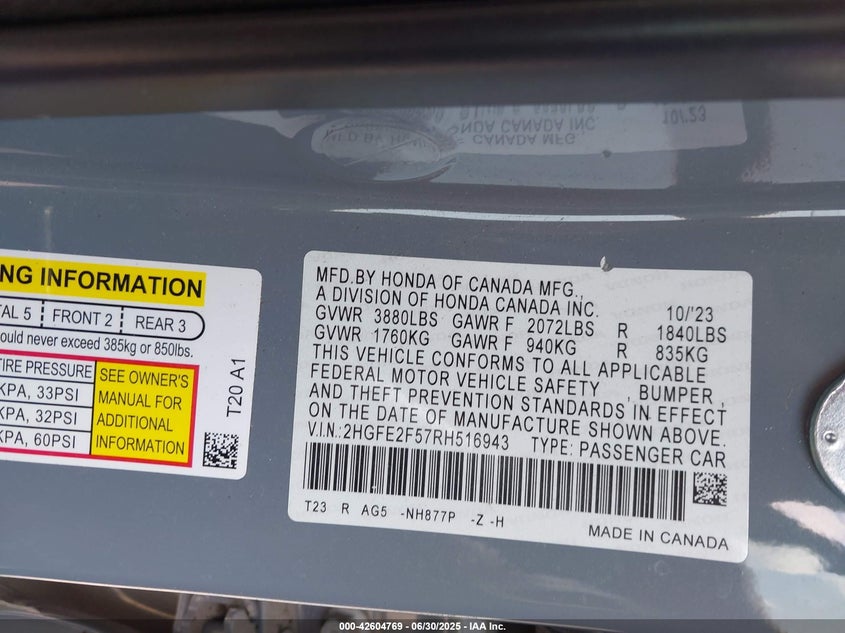 NG INFORMATION
TAL 5 FRONT 2 REAR 3
ould never exceed 385kg or 850lbs.
TIRE PRESSURE
KPA, 33PSI
KPA, 32PSI
KPA, 60PSI
SEE OWNER'S
MANUAL FOR
ADDITIONAL
INFORMATION
T20 A1
MFD.BY HONDA OF CANADA MFG.,
A DIVISION OF HONDA CANADA INC. 10/'23
GVWR 3880LBS GAWR F 2072LBS R 1840LBS
GVWR 1760KG GAWR F 940KG R 835KG
THIS VEHICLE CONFORMS TO ALL APPLICABLE
FEDERAL MOTOR VEHICLE SAFETY , BUMPER ,
AND THEFT PREVENTION STANDARDS IN EFFECT
ON THE DATE OF MANUFACTURE SHOWN ABOVE.
V.I.N.:2HGFE2F57RH516943 TYPE: PASSENGER CAR
T23 R AG5 -NH877P -Z -H
MADE IN CANADA
000-42604769 - 06/30/2025 - IAA Inc.